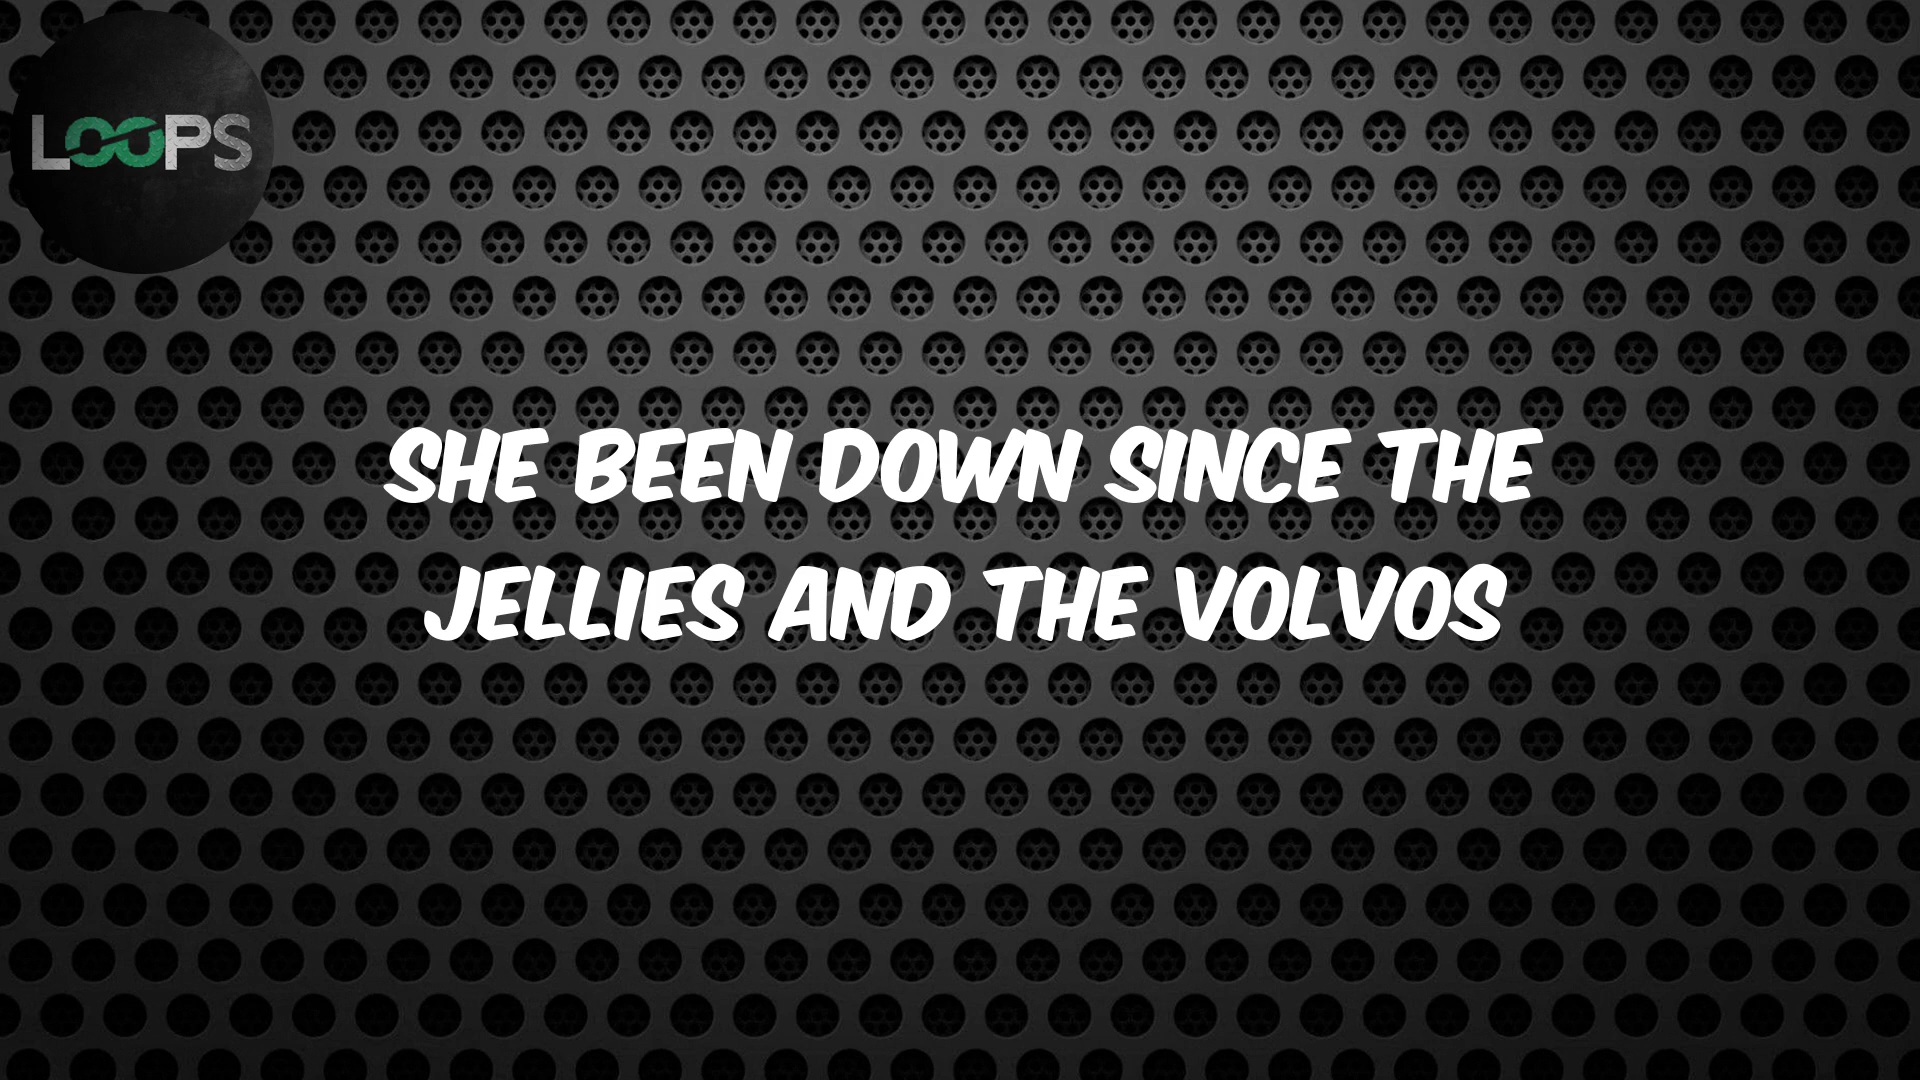 LOOPS
SHE BEEN DOWN SINCE THE
JELLIES AND THE VOLVOS